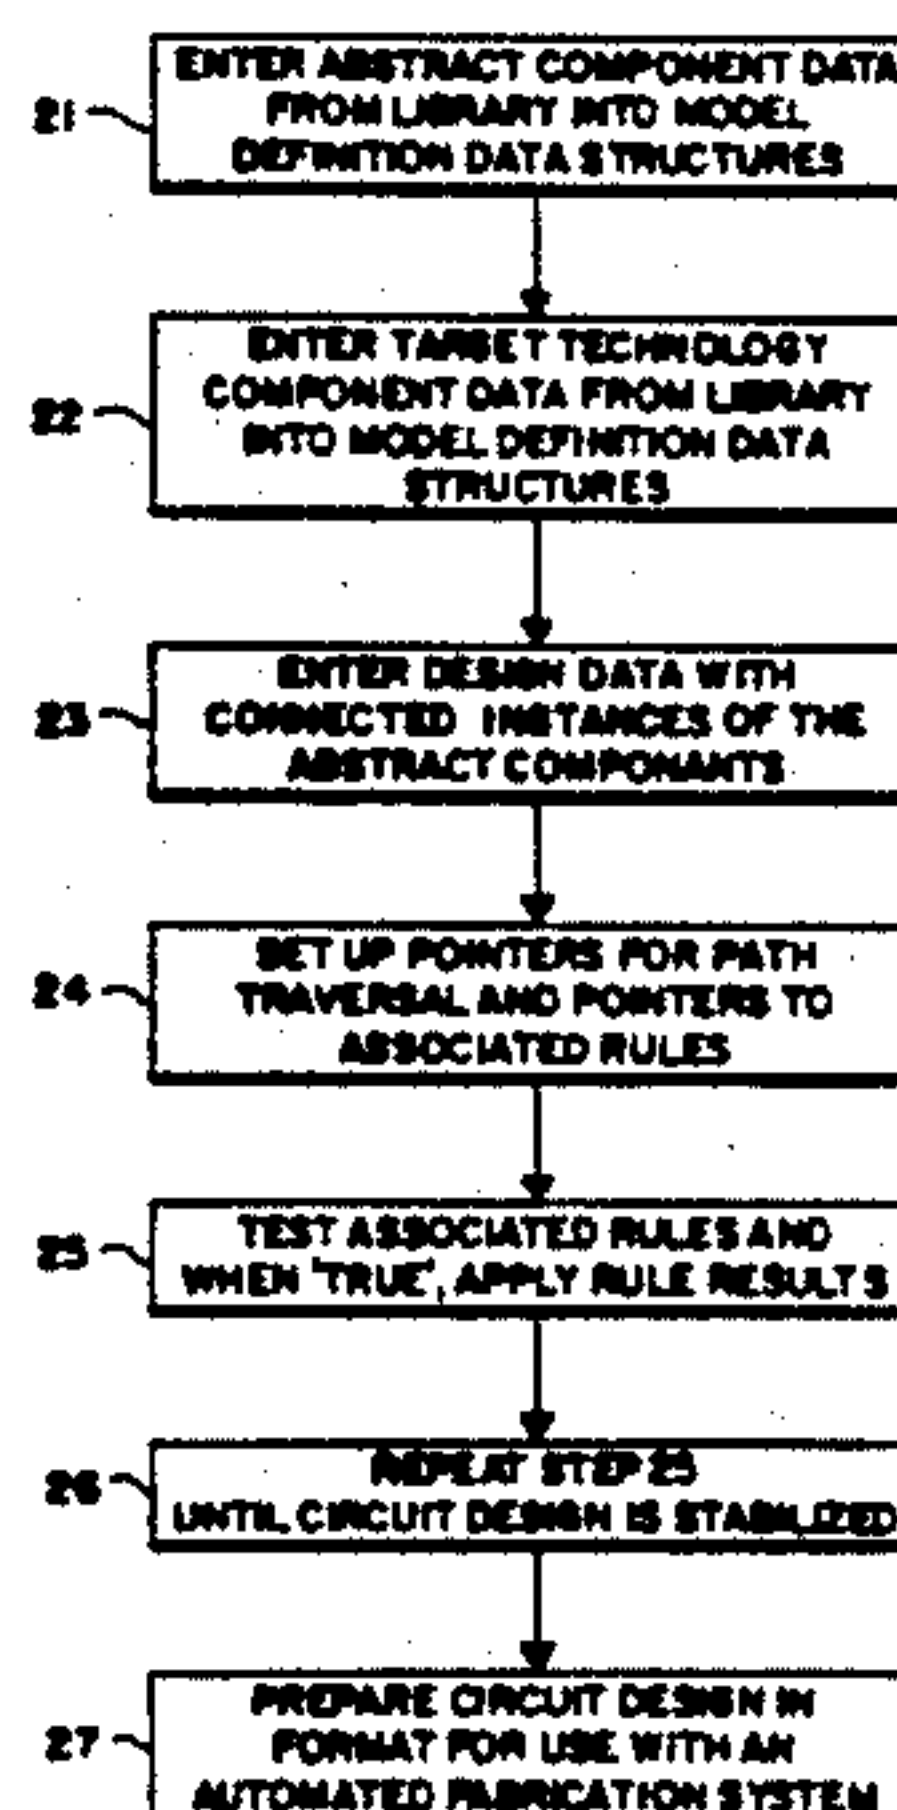 21
ENTER ABSTRACT COMPONENT DATA
FROM LIBRARY INTO MODEL
DEFINITION DATA STRUCTURES
22
ENTER TARGET TECHNOLOGY
COMPONENT DATA FROM LIBRARY
INTO MODEL DEFINITION DATA
STRUCTURES
23
ENTER DESIGN DATA WITH
CONNECTED INSTANCES OF THE
ABSTRACT COMPONANTS
24
SET UP POINTERS FOR PATH
TRAVERSAL AND POINTERS TO
ASSOCIATED RULES
25
TEST ASSOCIATED RULES AND
WHEN 'TRUE', APPLY RULE RESULTS
26
REPEAT STEP 25
UNTIL CIRCUIT DESIGN IS STABILIZED
27
PREPARE CIRCUIT DESIGN IN
FORMAT FOR USE WITH AN
AUTOMATED FABRICATION SYSTEM